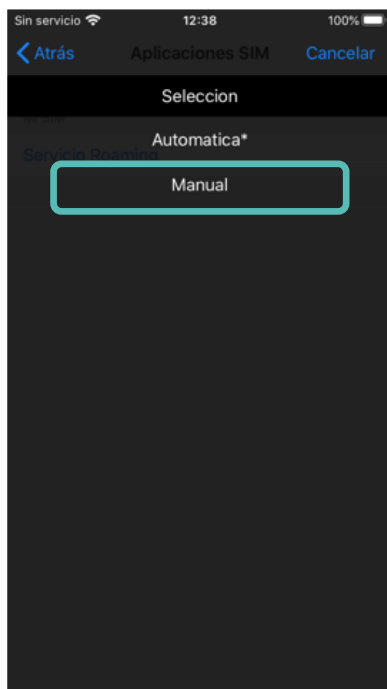 Sin servicio 12:38 100%
Atrás Aplicaciones SIM Cancelar
Seleccion
Automatica*
Servicio Roaming
Manual